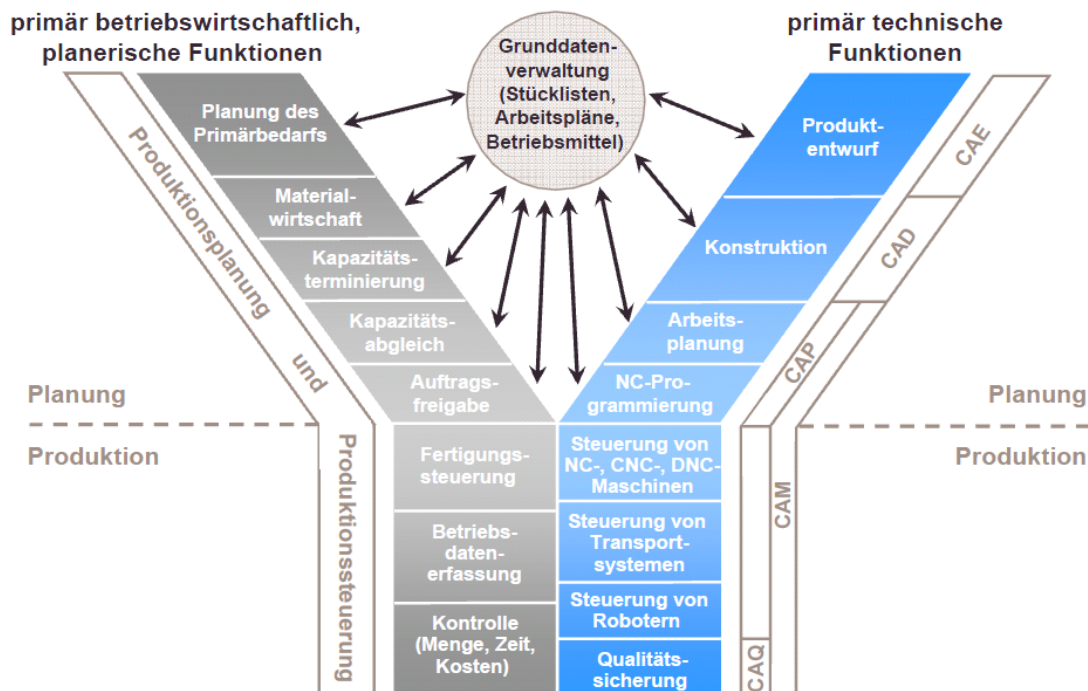 primär betriebswirtschaftlich,
planerische Funktionen
primär technische
Funktionen
Grunddaten-
verwaltung
(Stücklisten,
Arbeitspläne,
Betriebsmittel)
Planung des
Primärbedarfs
Material-
wirtschaft
Kapazitäts-
terminierung
Kapazitäts-
abgleich
Auftrags-
freigabe
Fertigungs-
steuerung
Betriebs-
daten-
erfassung
Kontrolle
(Menge, Zeit,
Kosten)
Produktionsplanung
und
Produktionssteuerung
Planung
Produktion
Produkt-
entwurf
Konstruktion
Arbeits-
planung
NC-Pro-
grammierung
Steuerung von
NC-, CNC-, DNC-
Maschinen
Steuerung von
Transport-
systemen
Steuerung von
Robotern
Qualitäts-
sicherung
CAE
CAD
CAP
CAM
CAQ
Planung
Produktion